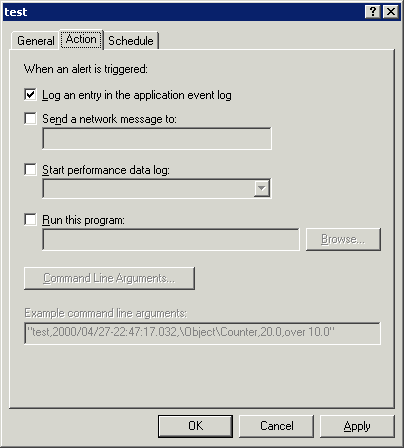 test
General Action Schedule
When an alert is triggered:
Log an entry in the application event log
Send a network message to:
Start performance data log:
Run this program:
Browse...
Command Line Arguments...
Example command line arguments:
"test,2000/04/27-22:47:17.032,\Object\Counter,20.0,over 10.0"
OK Cancel Apply